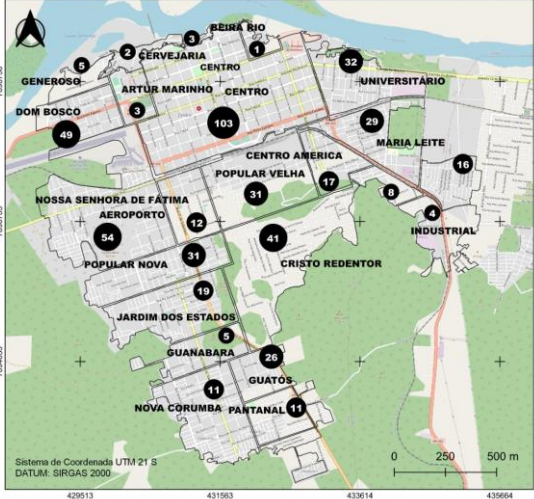 BEIRA RIO
3
2
1
CERVEJARIA
CENTRO
32
5
GENEROSO
UNIVERSITÁRIO
ARTUR MARINHO
CENTRO
DOM BOSCO
3
49
103
29
MARIA LEITE
CENTRO AMERICA
16
POPULAR VELHA
17
31
8
NOSSA SENHORA DE FÁTIMA
AEROPORTO
12
4
54
41
INDUSTRIAL
31
POPULAR NOVA
CRISTO REDENTOR
19
JARDIM DOS ESTADOS
5
GUANABARA
26
GUATÓS
11
NOVA CORUMBA
PANTANAL
11
Sistema de Coordenada UTM 21 S
DATUM: SIRGAS 2000
0 250 500 m
429513 431563 433614 435664